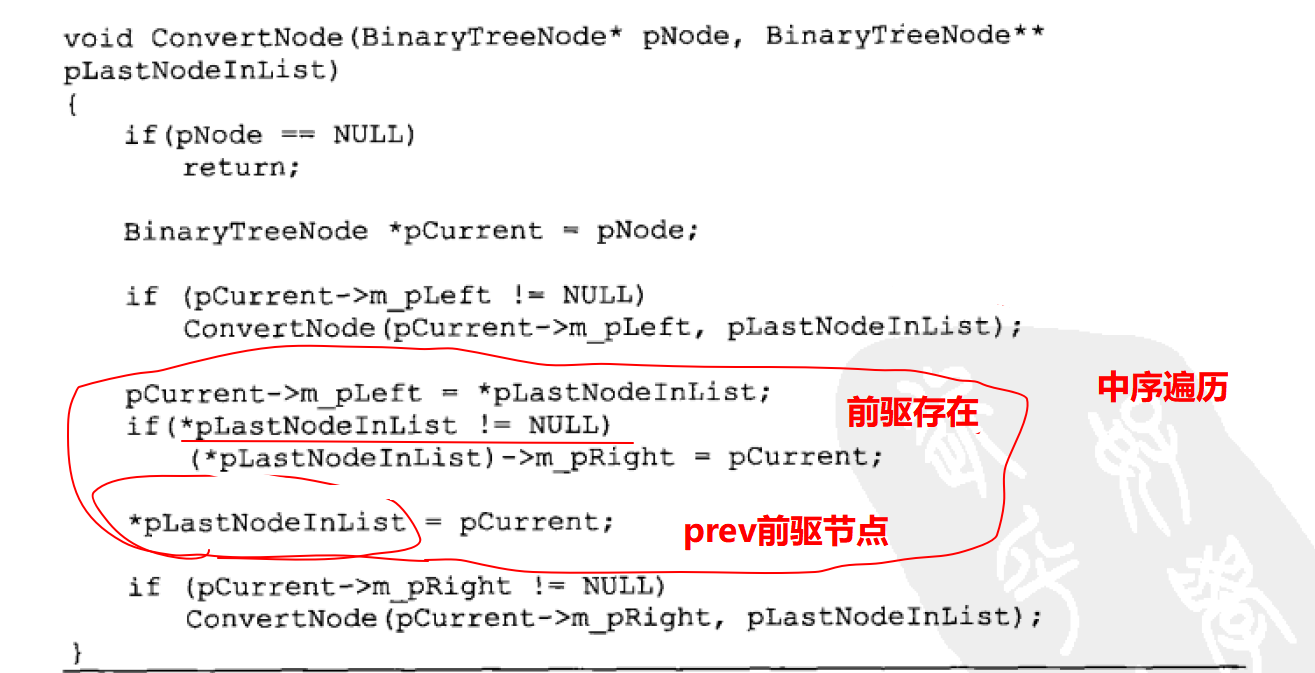 void ConvertNode(BinaryTreeNode* pNode, BinaryTreeNode**
pLastNodeInList)
{
if(pNode == NULL)
return;
BinaryTreeNode *pCurrent = pNode;
if (pCurrent->m_pLeft != NULL)
ConvertNode(pCurrent->m_pLeft, pLastNodeInList);
pCurrent->m_pLeft = *pLastNodeInList;
中序遍历
前驱存在
if(*pLastNodeInList != NULL)
(*pLastNodeInList)->m_pRight = pCurrent;
*pLastNodeInList = pCurrent;
prev前驱节点
if (pCurrent->m_pRight != NULL)
ConvertNode(pCurrent->m_pRight, pLastNodeInList);
}